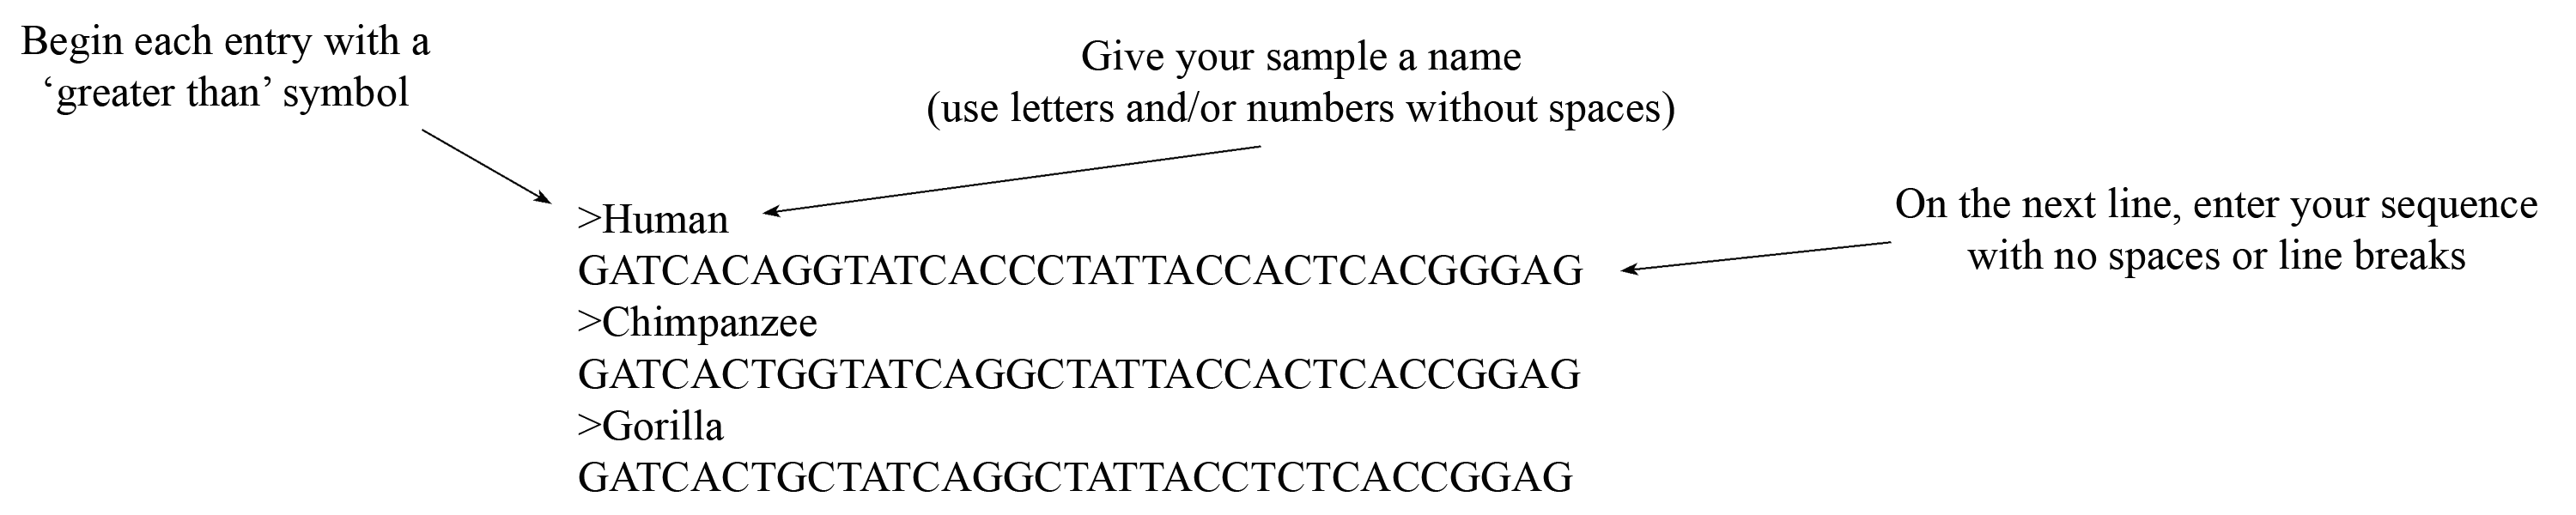 Begin each entry with a
‘greater than’ symbol
Give your sample a name
(use letters and/or numbers without spaces)
On the next line, enter your sequence
with no spaces or line breaks
>Human
GATCACAGGTATCACCCTATTACCACTCACGGGAG
>Chimpanzee
GATCACTGGTATCAGGCTATTACCACTCACCGGAG
>Gorilla
GATCACTGCTATCAGGCTATTACCTCTCACCGGAG